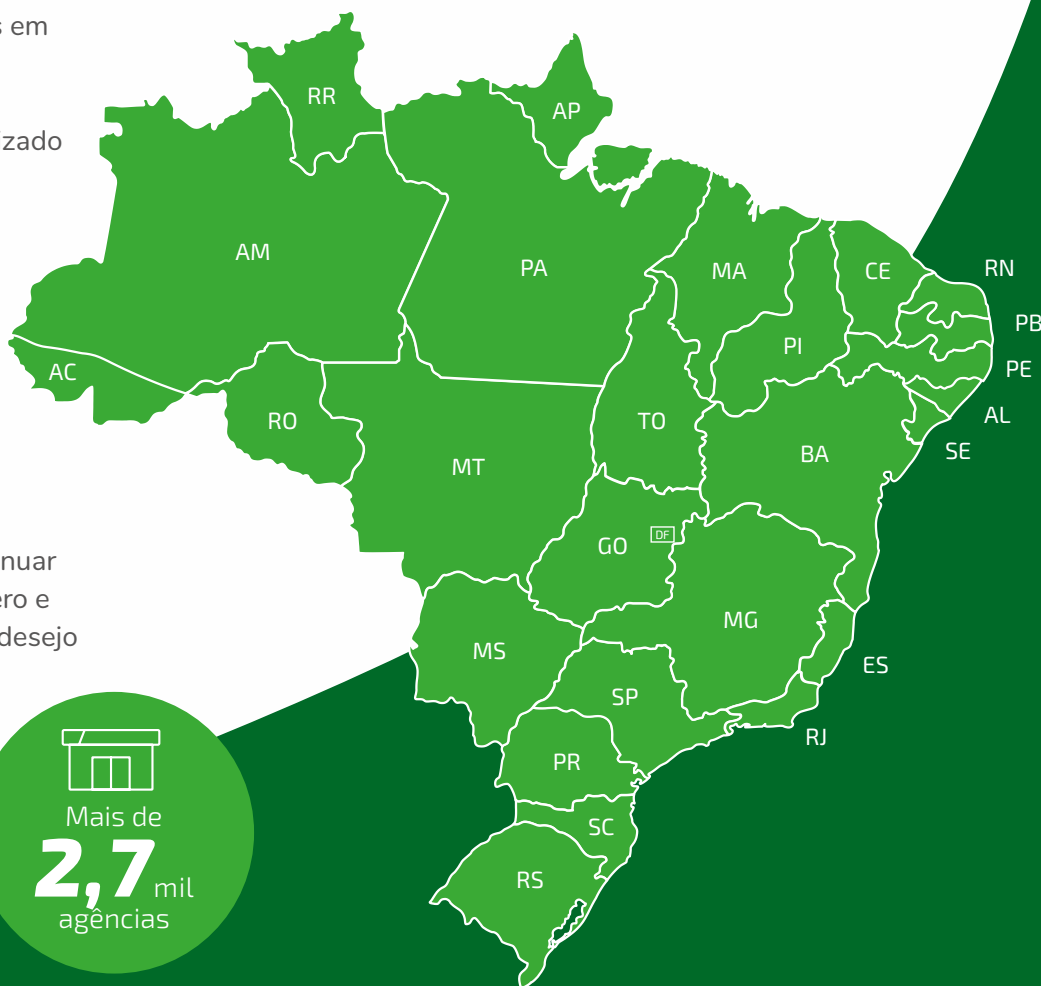 s em
izado
nuar
ero e
desejo
RR
AP
AM
PA
MA
CE
RN
PB
PI
PE
AC
AL
RO
TO
SE
MT
BA
GO
DF
MG
MS
ES
SP
RJ
PR
SC
RS
Mais de
2,7 mil
agências